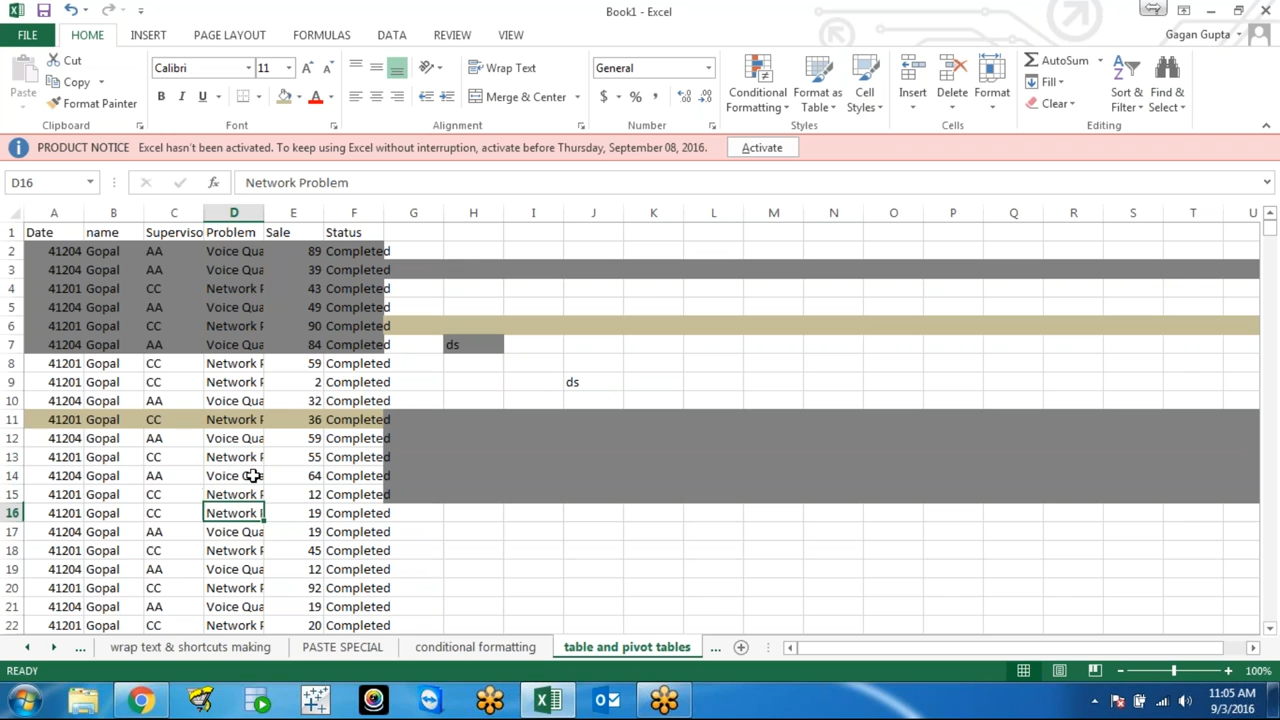 Book1 - Excel
FILE HOME INSERT PAGE LAYOUT FORMULAS DATA REVIEW VIEW Gagan Gupta
Paste Cut Copy Format Painter Clipboard
Calibri 11 B I U Font
Wrap Text Merge & Center Alignment
General $ % , Number
Conditional Formatting Format as Table Cell Styles Styles
Insert Delete Format Cells
AutoSum Fill Clear Sort & Filter Find & Select Editing
PRODUCT NOTICE Excel hasn't been activated. To keep using Excel without interruption, activate before Thursday, September 08, 2016. Activate
D16 fx Network Problem
A B C D E F G H I J K L M N O P Q R S T U
1 Date name Superviso Problem Sale Status
2 41204 Gopal AA Voice Qua 89 Completed
3 41204 Gopal AA Voice Qua 39 Completed
4 41201 Gopal CC Network P 43 Completed
5 41204 Gopal AA Voice Qua 49 Completed
6 41201 Gopal CC Network P 90 Completed
7 41204 Gopal AA Voice Qua 84 Completed ds
8 41201 Gopal CC Network P 59 Completed
9 41201 Gopal CC Network P 2 Completed ds
10 41204 Gopal AA Voice Qua 32 Completed
11 41201 Gopal CC Network P 36 Completed
12 41204 Gopal AA Voice Qua 59 Completed
13 41201 Gopal CC Network P 55 Completed
14 41204 Gopal AA Voice 64 Completed
15 41201 Gopal CC Network P 12 Completed
16 41201 Gopal CC Network 19 Completed
17 41204 Gopal AA Voice Qua 19 Completed
18 41201 Gopal CC Network P 45 Completed
19 41204 Gopal AA Voice Qua 12 Completed
20 41201 Gopal CC Network P 92 Completed
21 41204 Gopal AA Voice Qua 19 Completed
22 41201 Gopal CC Network P 20 Completed
... wrap text & shortcuts making PASTE SPECIAL conditional formatting table and pivot tables ...
READY 100%
11:05 AM
9/3/2016